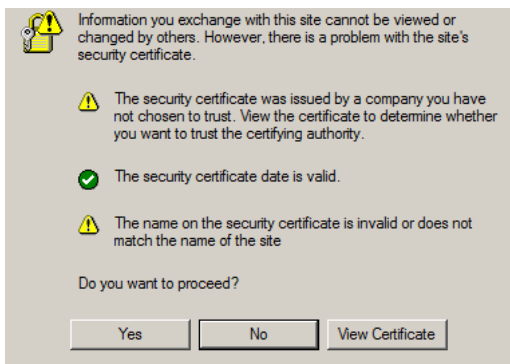 Information you exchange with this site cannot be viewed or
changed by others. However, there is a problem with the site's
security certificate.
The security certificate was issued by a company you have
not chosen to trust. View the certificate to determine whether
you want to trust the certifying authority.
The security certificate date is valid.
The name on the security certificate is invalid or does not
match the name of the site
Do you want to proceed?
Yes No View Certificate